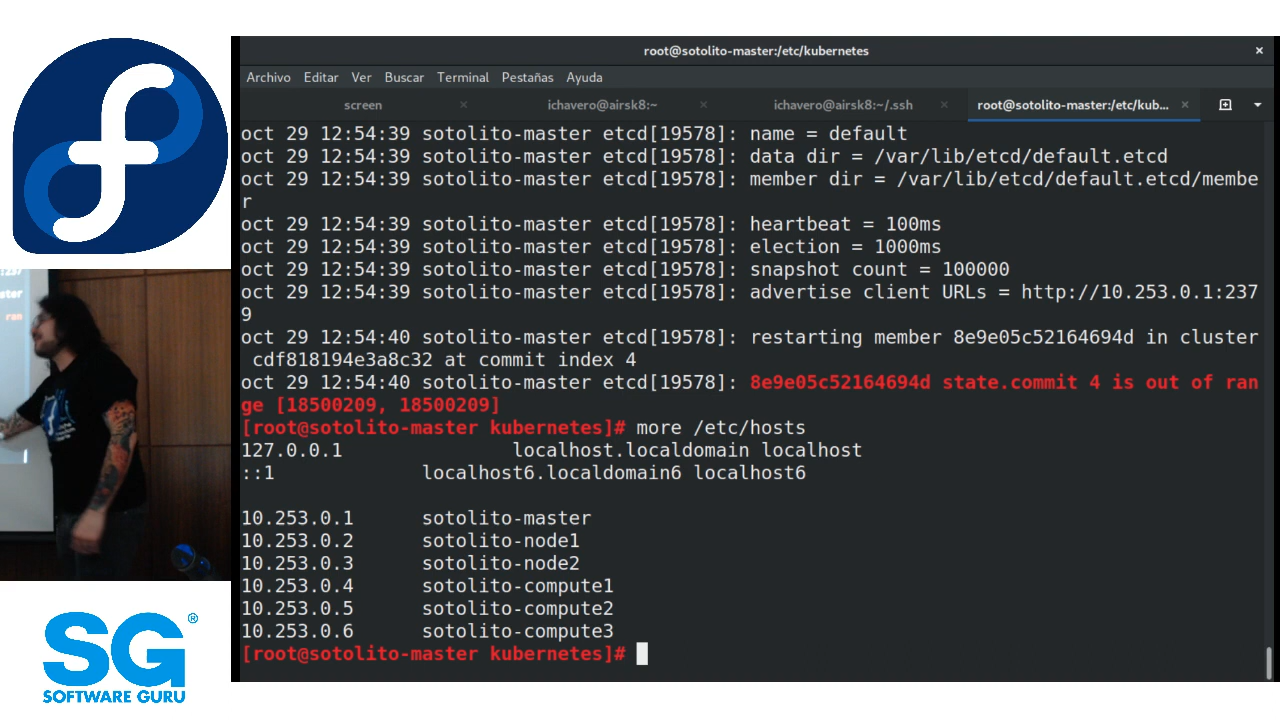 root@sotolito-master:/etc/kubernetes ×
Archivo Editar Ver Buscar Terminal Pestañas Ayuda
screen × ichavero@airsk8:~ × ichavero@airsk8:~/.ssh × root@sotolito-master:/etc/kub... ×
oct 29 12:54:39 sotolito-master etcd[19578]: name = default
oct 29 12:54:39 sotolito-master etcd[19578]: data dir = /var/lib/etcd/default.etcd
oct 29 12:54:39 sotolito-master etcd[19578]: member dir = /var/lib/etcd/default.etcd/membe
r
oct 29 12:54:39 sotolito-master etcd[19578]: heartbeat = 100ms
oct 29 12:54:39 sotolito-master etcd[19578]: election = 1000ms
oct 29 12:54:39 sotolito-master etcd[19578]: snapshot count = 100000
oct 29 12:54:39 sotolito-master etcd[19578]: advertise client URLs = http://10.253.0.1:237
9
oct 29 12:54:40 sotolito-master etcd[19578]: restarting member 8e9e05c52164694d in cluster
cdf818194e3a8c32 at commit index 4
oct 29 12:54:40 sotolito-master etcd[19578]: 8e9e05c52164694d state.commit 4 is out of ran
ge [18500209, 18500209]
[root@sotolito-master kubernetes]# more /etc/hosts
127.0.0.1 localhost.localdomain localhost
::1 localhost6.localdomain6 localhost6
10.253.0.1 sotolito-master
10.253.0.2 sotolito-node1
10.253.0.3 sotolito-node2
10.253.0.4 sotolito-compute1
10.253.0.5 sotolito-compute2
10.253.0.6 sotolito-compute3
[root@sotolito-master kubernetes]#
:237
ster
ran
SG ®
SOFTWARE GURU